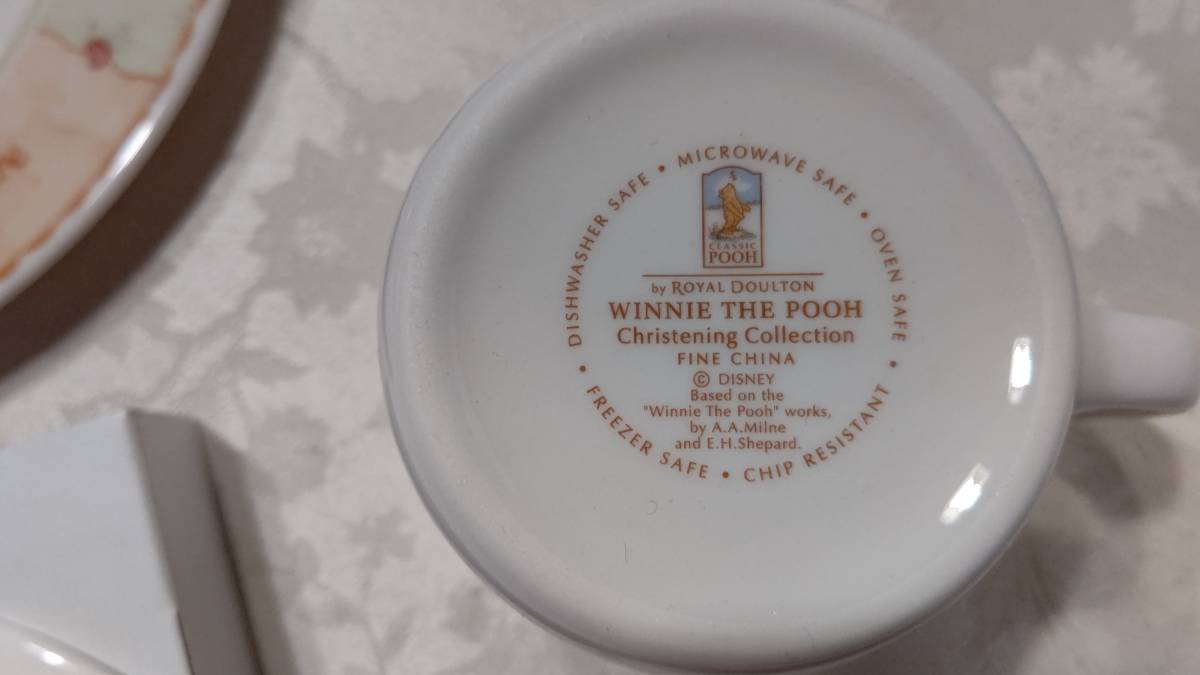 DISHWASHER SAFE • MICROWAVE SAFE • OVEN SAFE • CHIP RESISTANT • FREEZER SAFE •
CLASSIC
POOH
by ROYAL DOULTON
WINNIE THE POOH
Christening Collection
FINE CHINA
© DISNEY
Based on the
"Winnie The Pooh" works,
by A.A.Milne
and E.H.Shepard.